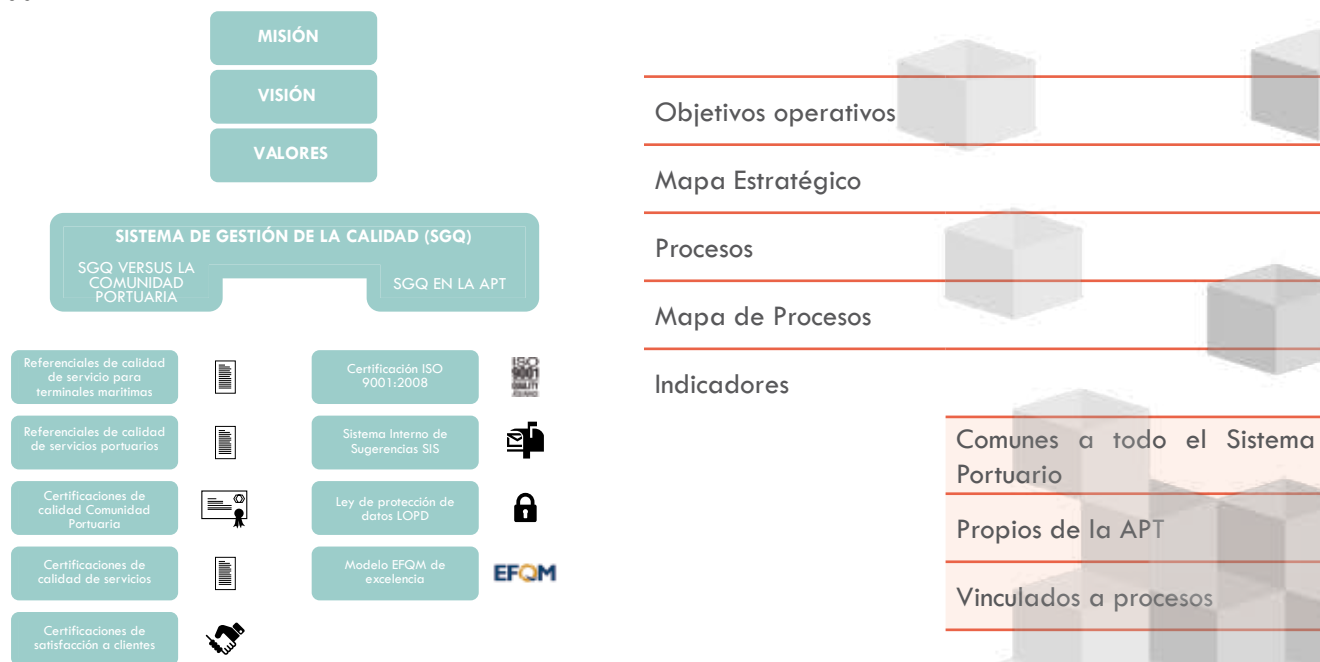 MISIÓN
VISIÓN
VALORES
SISTEMA DE GESTIÓN DE LA CALIDAD (SGQ)
SGQ VERSUS LA
COMUNIDAD
PORTUARIA
SGQ EN LA APT
Referenciales de calidad
de servicio para
terminales marítimas
Certificación ISO
9001:2008
ISO
9001
QUALITY
Referenciales de calidad
de servicios portuarios
Sistema Interno de
Sugerencias SIS
Certificaciones de
calidad Comunidad
Portuaria
Ley de protección de
datos LOPD
Certificaciones de
calidad de servicios
Modelo EFQM de
excelencia
EFQM
Certificaciones de
satisfacción a clientes
Objetivos operativos
Mapa Estratégico
Procesos
Mapa de Procesos
Indicadores
Comunes a todo el Sistema
Portuario
Propios de la APT
Vinculados a procesos